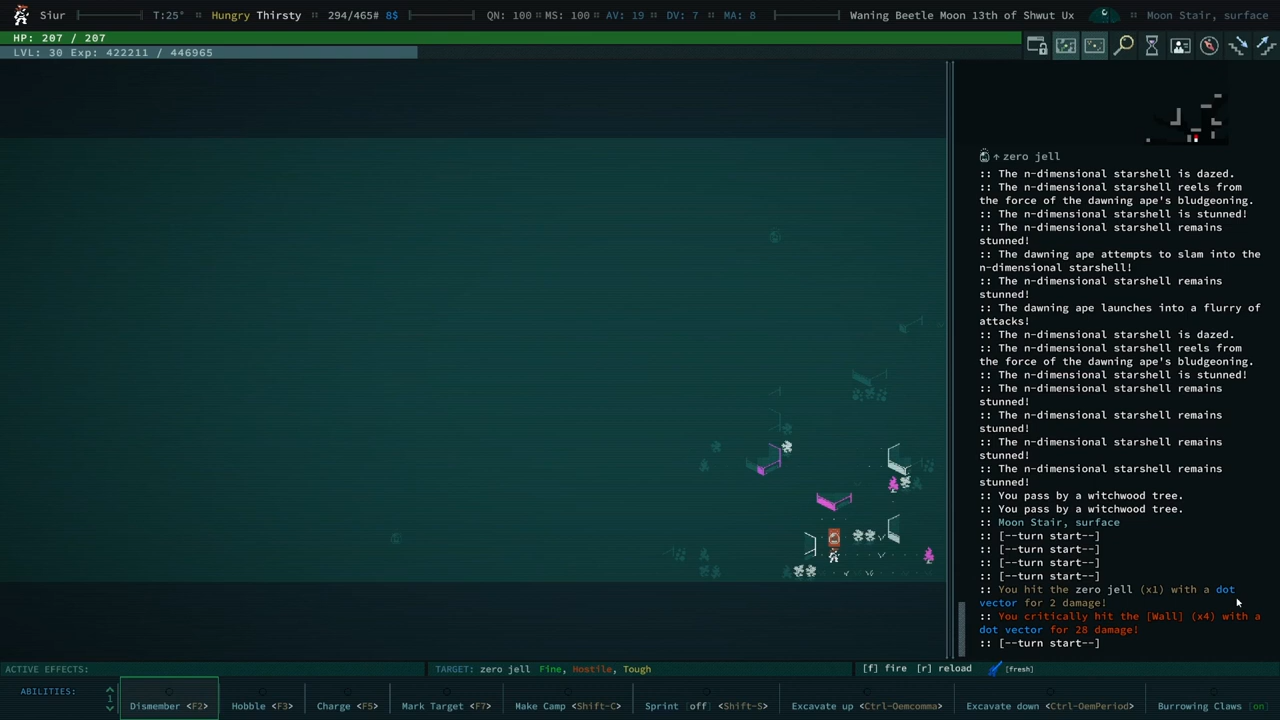 Siur T:25° :: Hungry Thirsty :: 294/465# 8$ QN: 100 :: MS: 100 :: AV: 19 :: DV: 7 :: MA: 8 Waning Beetle Moon 13th of Shwut Ux :: Moon Stair, surface
HP: 207 / 207
LVL: 30 Exp: 422211 / 446965
↑ zero jell
:: The n-dimensional starshell is dazed.
:: The n-dimensional starshell reels from
the force of the dawning ape's bludgeoning.
:: The n-dimensional starshell is stunned!
:: The n-dimensional starshell remains
stunned!
:: The dawning ape attempts to slam into the
n-dimensional starshell!
:: The n-dimensional starshell remains
stunned!
:: The dawning ape launches into a flurry of
attacks!
:: The n-dimensional starshell is dazed.
:: The n-dimensional starshell reels from
the force of the dawning ape's bludgeoning.
:: The n-dimensional starshell is stunned!
:: The n-dimensional starshell remains
stunned!
:: The n-dimensional starshell remains
stunned!
:: The n-dimensional starshell remains
stunned!
:: The n-dimensional starshell remains
stunned!
:: You pass by a witchwood tree.
:: You pass by a witchwood tree.
:: Moon Stair, surface
:: [--turn start--]
:: [--turn start--]
:: [--turn start--]
:: [--turn start--]
:: You hit the zero jell (x1) with a dot
vector for 2 damage!
:: You critically hit the [Wall] (x4) with a
dot vector for 28 damage!
:: [--turn start--]
ACTIVE EFFECTS: TARGET: zero jell Fine, Hostile, Tough [f] fire [r] reload [fresh]
ABILITIES: 1 Dismember <F2> Hobble <F3> Charge <F5> Mark Target <F7> Make Camp <Shift-C> Sprint [off] <Shift-S> Excavate up <Ctrl-Oemcomma> Excavate down <Ctrl-OemPeriod> Burrowing Claws [on]